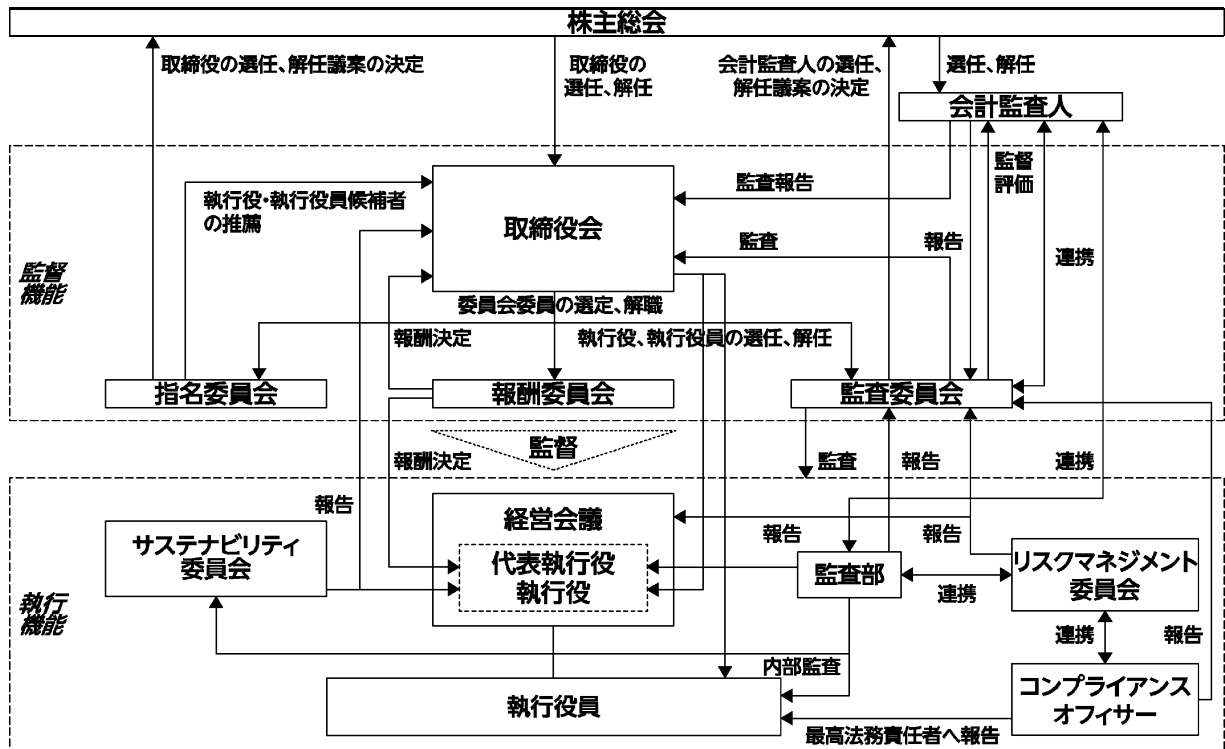 株主総会
取締役の選任、解任議案の決定
取締役の
選任、解任
会計監査人の選任、
解任議案の決定
選任、解任
会計監査人
監督
評価
監査報告
執行役・執行役員候補者
の推薦
取締役会
監査
報告
連携
監督
機能
委員会委員の選定、解職
報酬決定
執行役、執行役員の選任、解任
指名委員会
報酬委員会
監査委員会
監督
報酬決定
監査
報告
連携
報告
経営会議
報告
報告
サステナビリティ
委員会
代表執行役
執行役
監査部
リスクマネジメント
委員会
連携
執行
機能
連携
報告
内部監査
執行役員
コンプライアンス
オフィサー
最高法務責任者へ報告